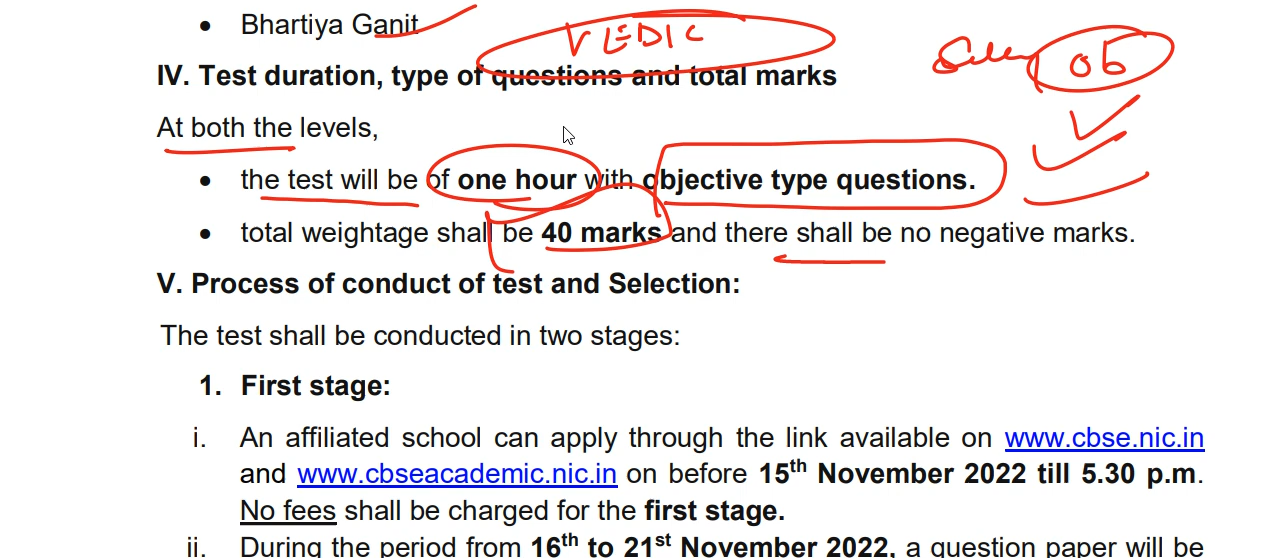 • Bhartiya Ganit
VEDIC
IV. Test duration, type of questions and total marks
ob
At both the levels,
• the test will be of one hour with objective type questions.
• total weightage shall be 40 marks and there shall be no negative marks.
V. Process of conduct of test and Selection:
The test shall be conducted in two stages:
1. First stage:
i. An affiliated school can apply through the link available on www.cbse.nic.in
and www.cbseacademic.nic.in on before 15th November 2022 till 5.30 p.m.
No fees shall be charged for the first stage.
ii. During the period from 16th to 21st November 2022, a question paper will be